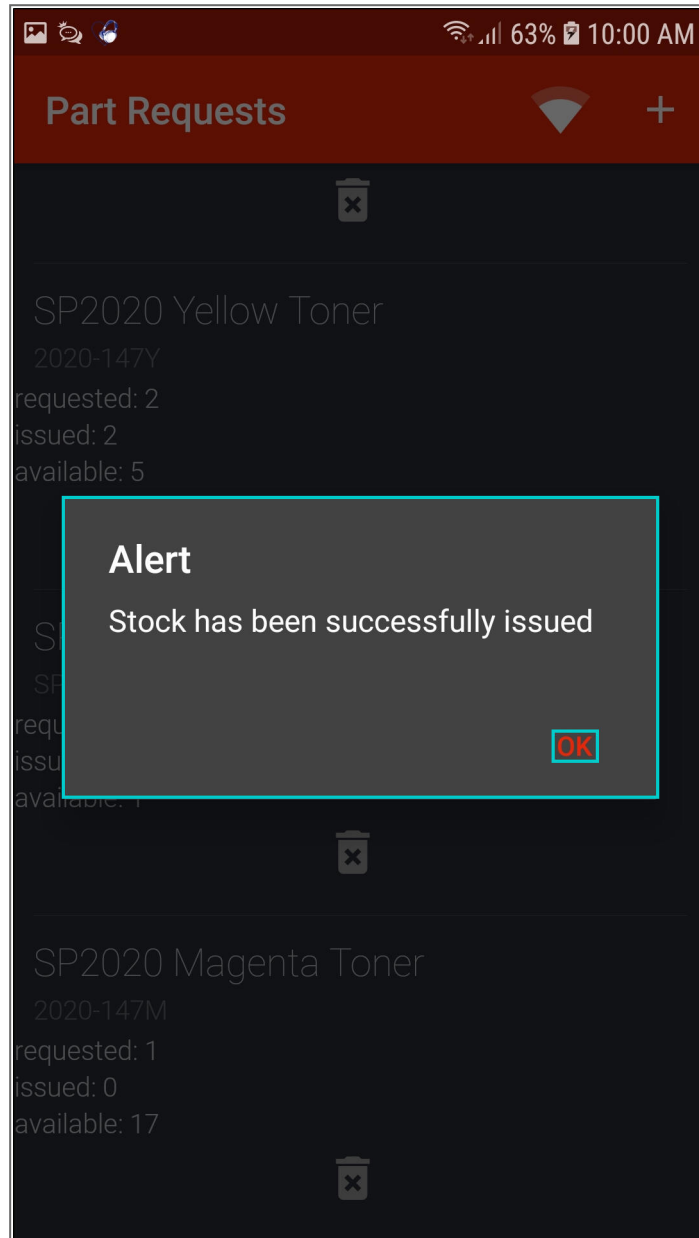 63% 10:00 AM
Part Requests
SP2020 Yellow Toner
2020-147Y
requested: 2
issued: 2
available: 5
Alert
Stock has been successfully issued
OK
SP2020 Magenta Toner
2020-147M
requested: 1
issued: 0
available: 17